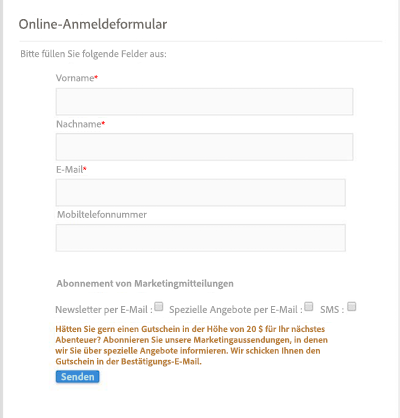 Online-Anmeldeformular
Bitte füllen Sie folgende Felder aus:
Vorname*
Nachname*
E-Mail*
Mobiltelefonnummer
Abonnement von Marketingmitteilungen
Newsletter per E-Mail : Spezielle Angebote per E-Mail : SMS :
Hätten Sie gern einen Gutschein in der Höhe von 20 $ für Ihr nächstes
Abenteuer? Abonnieren Sie unsere Marketingaussendungen, in denen
wir Sie über spezielle Angebote informieren. Wir schicken Ihnen den
Gutschein in der Bestätigungs-E-Mail.
Senden